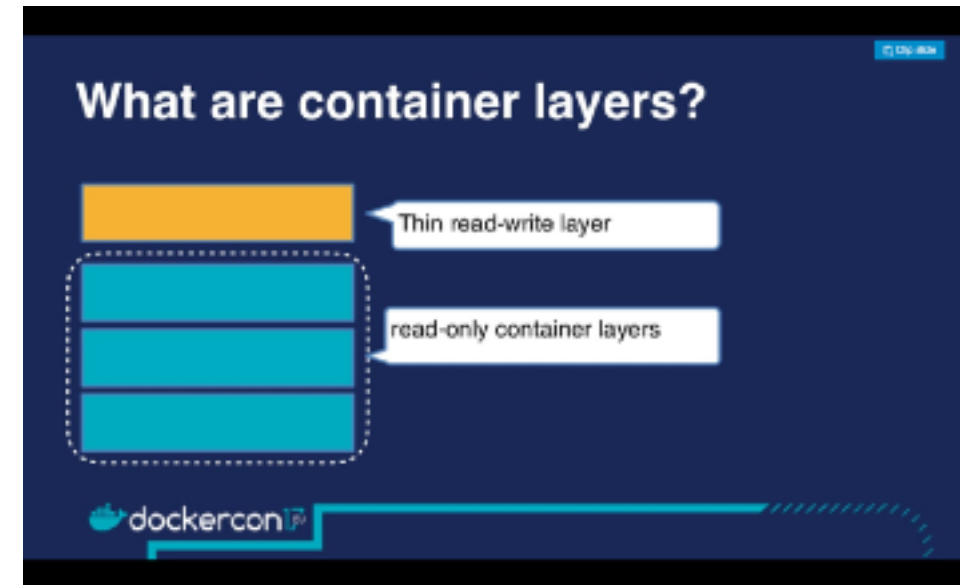 What are container layers?
Thin read-write layer
read-only container layers
dockercon